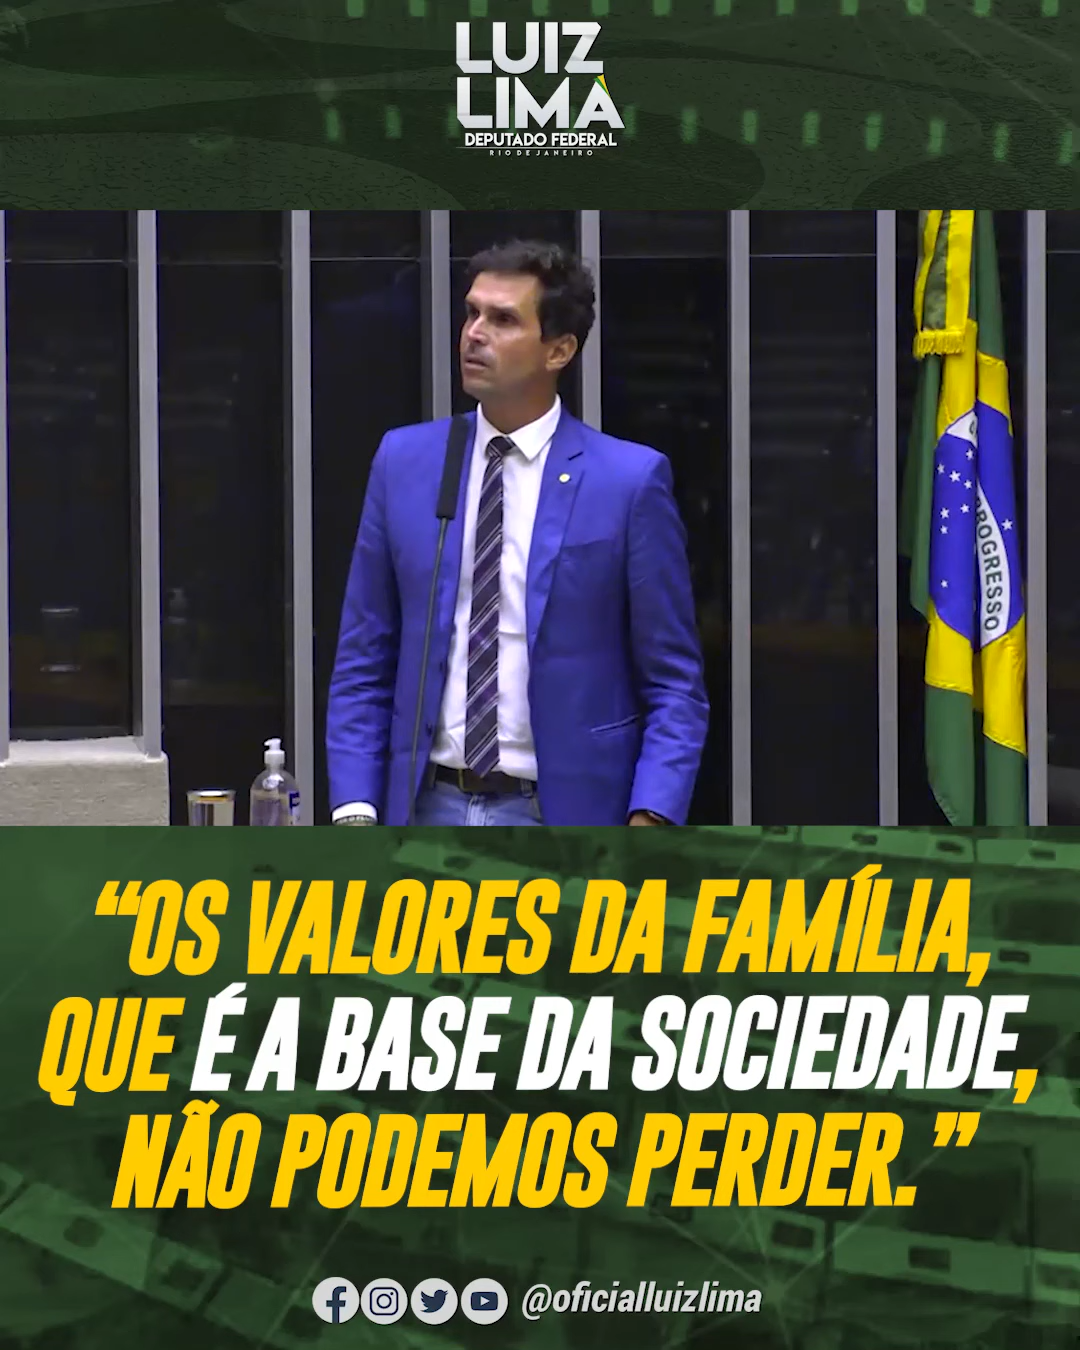 LUIZ
LIMA
DEPUTADO FEDERAL
RIO DE JANEIRO
PROGRESSO
“OS VALORES DA FAMÍLIA,
QUE É A BASE DA SOCIEDADE,
NÃO PODEMOS PERDER.”
@oficialluizlima